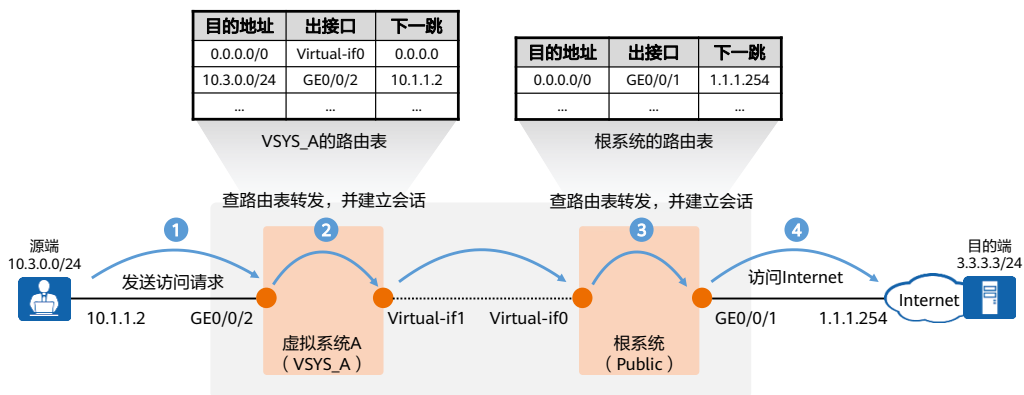 目的地址 出接口 下一跳
0.0.0.0/0 Virtual-if0 0.0.0.0
10.3.0.0/24 GE0/0/2 10.1.1.2
... ... ...
VSYS_A的路由表
目的地址 出接口 下一跳
0.0.0.0/0 GE0/0/1 1.1.1.254
... ... ...
根系统的路由表
查路由表转发，并建立会话
查路由表转发，并建立会话
1
2
3
4
源端
10.3.0.0/24
发送访问请求
10.1.1.2
GE0/0/2
虚拟系统A
（VSYS_A）
Virtual-if1
Virtual-if0
根系统
（Public）
GE0/0/1
访问Internet
1.1.1.254
Internet
目的端
3.3.3.3/24